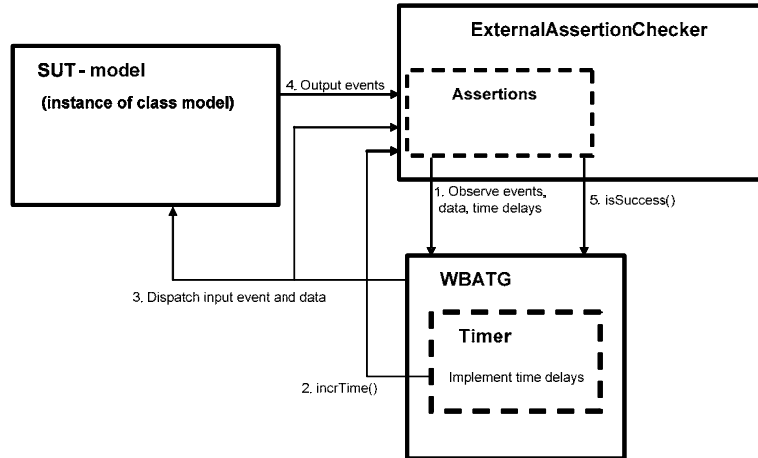 ExternalAssertionChecker
SUT - model
(instance of class model)
4. Output events
Assertions
1. Observe events,
data, time delays
5. isSuccess()
3. Dispatch input event and data
WBATG
Timer
Implement time delays
2. incrTime()